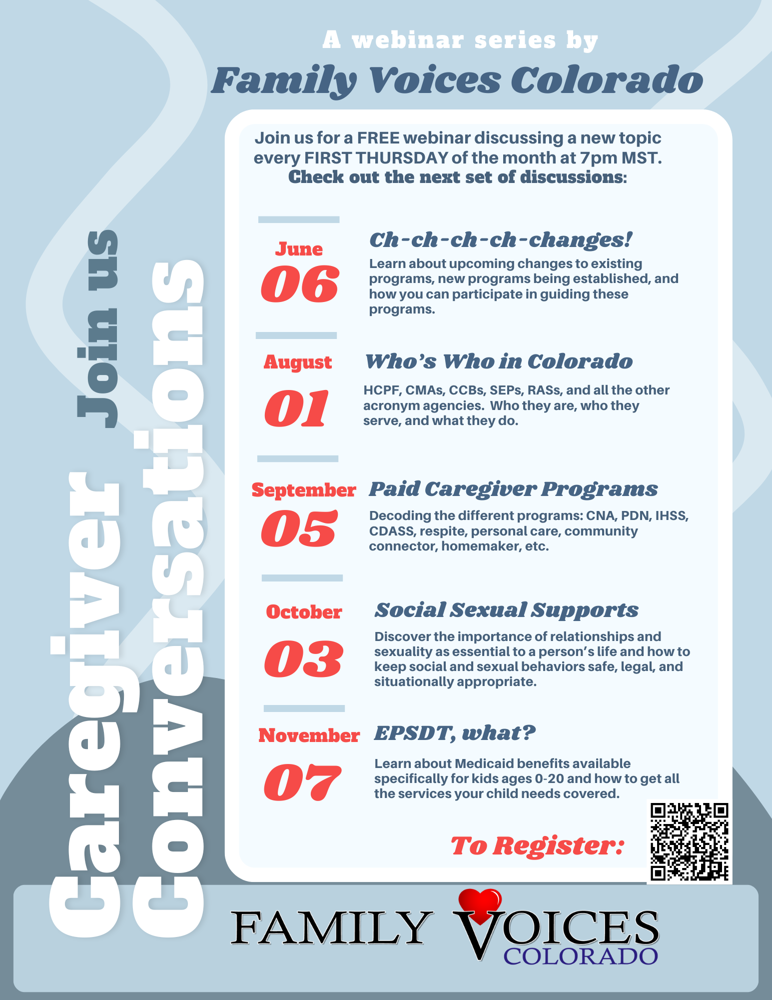 A webinar series by
Family Voices Colorado
Join us for a FREE webinar discussing a new topic
every FIRST THURSDAY of the month at 7pm MST.
Check out the next set of discussions:
June
06
Ch-ch-ch-ch-changes!
Learn about upcoming changes to existing
programs, new programs being established, and
how you can participate in guiding these
programs.
August
01
Who's Who in Colorado
HCPF, CMAs, CCBs, SEPs, RASs, and all the other
acronym agencies.  Who they are, who they
serve, and what they do.
September
05
Paid Caregiver Programs
Decoding the different programs: CNA, PDN, IHSS,
CDASS, respite, personal care, community
connector, homemaker, etc.
October
03
Social Sexual Supports
Discover the importance of relationships and
sexuality as essential to a person's life and how to
keep social and sexual behaviors safe, legal, and
situationally appropriate.
November
07
EPSDT, what?
Learn about Medicaid benefits available
specifically for kids ages 0-20 and how to get all
the services your child needs covered.
To Register:
Join us
Caregiver
Conversations
FAMILY VOICES
COLORADO